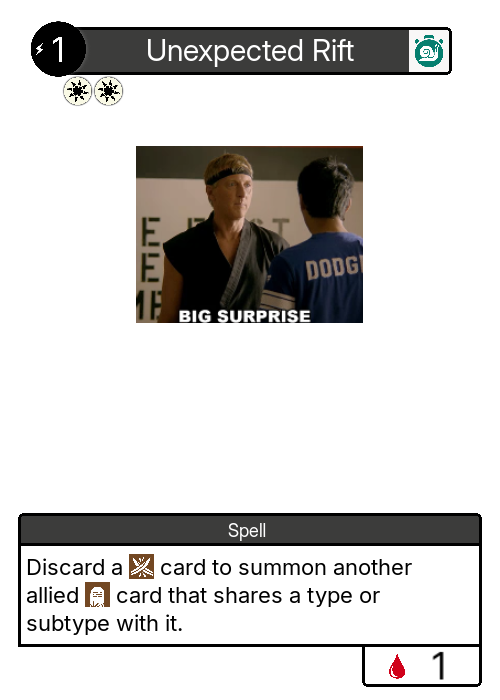 1 Unexpected Rift
BIG SURPRISE
DODG
Spell
Discard a card to summon another
allied card that shares a type or
subtype with it.
1